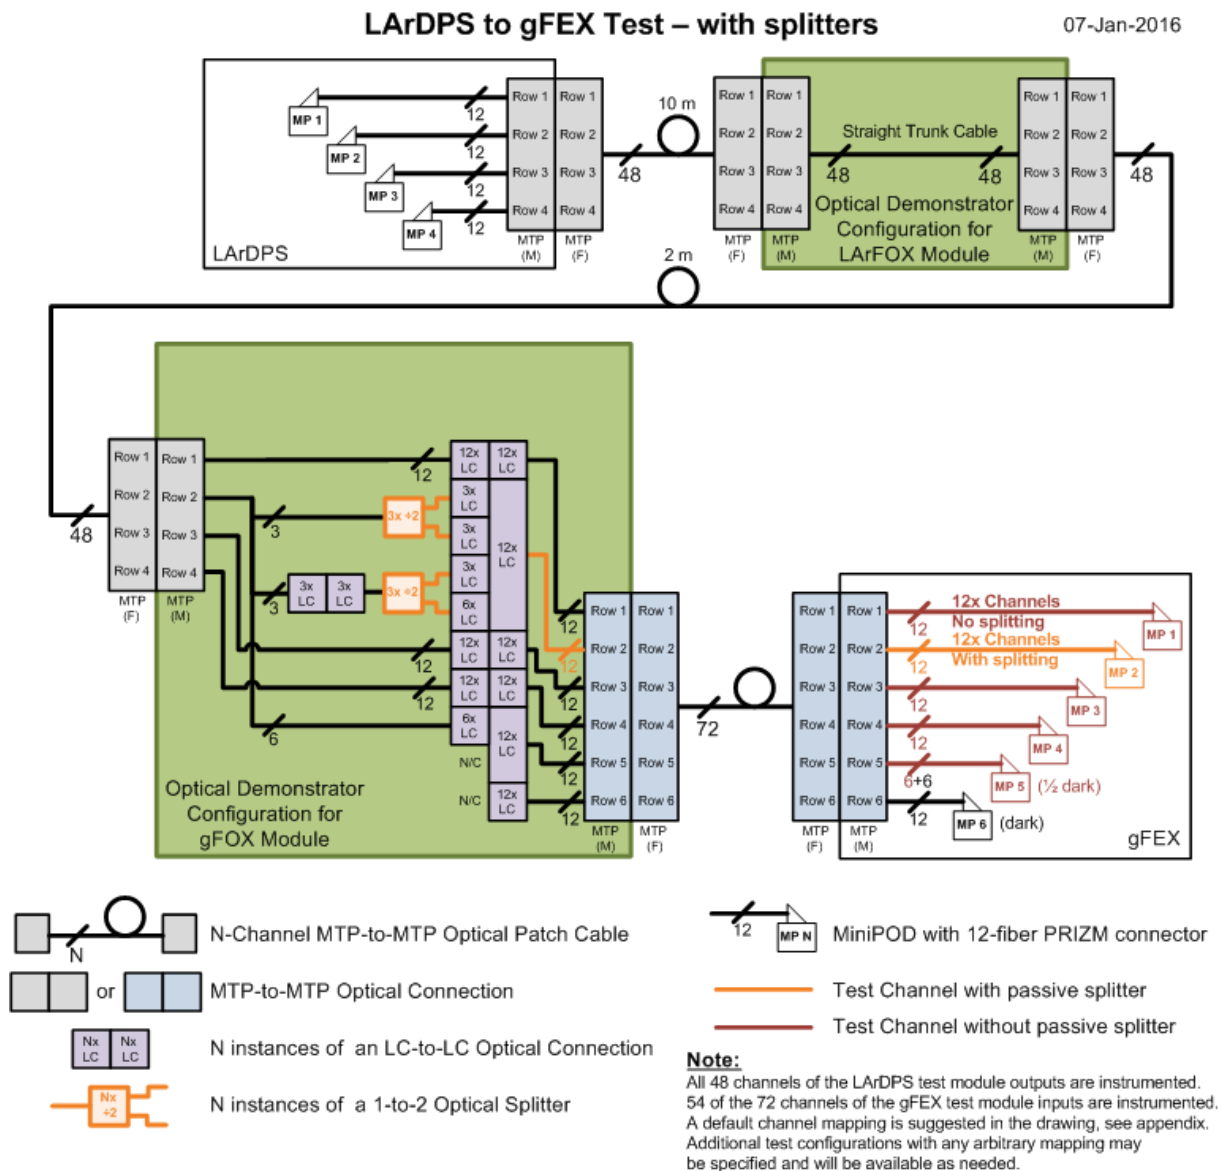 LArDPS to gFEX Test – with splitters
07-Jan-2016
MP 1
MP 2
MP 3
MP 4
12
12
12
12
LArDPS
Row 1 Row 1
Row 2 Row 2
Row 3 Row 3
Row 4 Row 4
MTP (M)
MTP (F)
48
10 m
Row 1 Row 1
Row 2 Row 2
Row 3 Row 3
Row 4 Row 4
MTP (F)
MTP (M)
Straight Trunk Cable
48
48
Optical Demonstrator
Configuration for
LArFOX Module
Row 1 Row 1
Row 2 Row 2
Row 3 Row 3
Row 4 Row 4
MTP (M)
MTP (F)
48
2 m
48
Row 1 Row 1
Row 2 Row 2
Row 3 Row 3
Row 4 Row 4
MTP (F)
MTP (M)
12
3
3x ÷2
3
3x LC
3x LC
3x ÷2
12
12
6
12x LC
12x LC
3x LC
3x LC
3x LC
6x LC
12x LC
12x LC
12x LC
12x LC
12x LC
6x LC
12x LC
N/C
N/C
12x LC
Optical Demonstrator
Configuration for
gFOX Module
12
12
12
12
12
12
Row 1 Row 1
Row 2 Row 2
Row 3 Row 3
Row 4 Row 4
Row 5 Row 5
Row 6 Row 6
MTP (M)
MTP (F)
72
Row 1 Row 1
Row 2 Row 2
Row 3 Row 3
Row 4 Row 4
Row 5 Row 5
Row 6 Row 6
MTP (F)
MTP (M)
12x Channels
No splitting
12
MP 1
12x Channels
With splitting
12
MP 2
12
MP 3
12
MP 4
6+6
MP 5
(½ dark)
12
MP 6
(dark)
gFEX
N
N-Channel MTP-to-MTP Optical Patch Cable
or
MTP-to-MTP Optical Connection
Nx LC
Nx LC
N instances of an LC-to-LC Optical Connection
Nx ÷2
N instances of a 1-to-2 Optical Splitter
12
MP N
MiniPOD with 12-fiber PRIZM connector
Test Channel with passive splitter
Test Channel without passive splitter
Note:
All 48 channels of the LArDPS test module outputs are instrumented.
54 of the 72 channels of the gFEX test module inputs are instrumented.
A default channel mapping is suggested in the drawing, see appendix.
Additional test configurations with any arbitrary mapping may
be specified and will be available as needed.